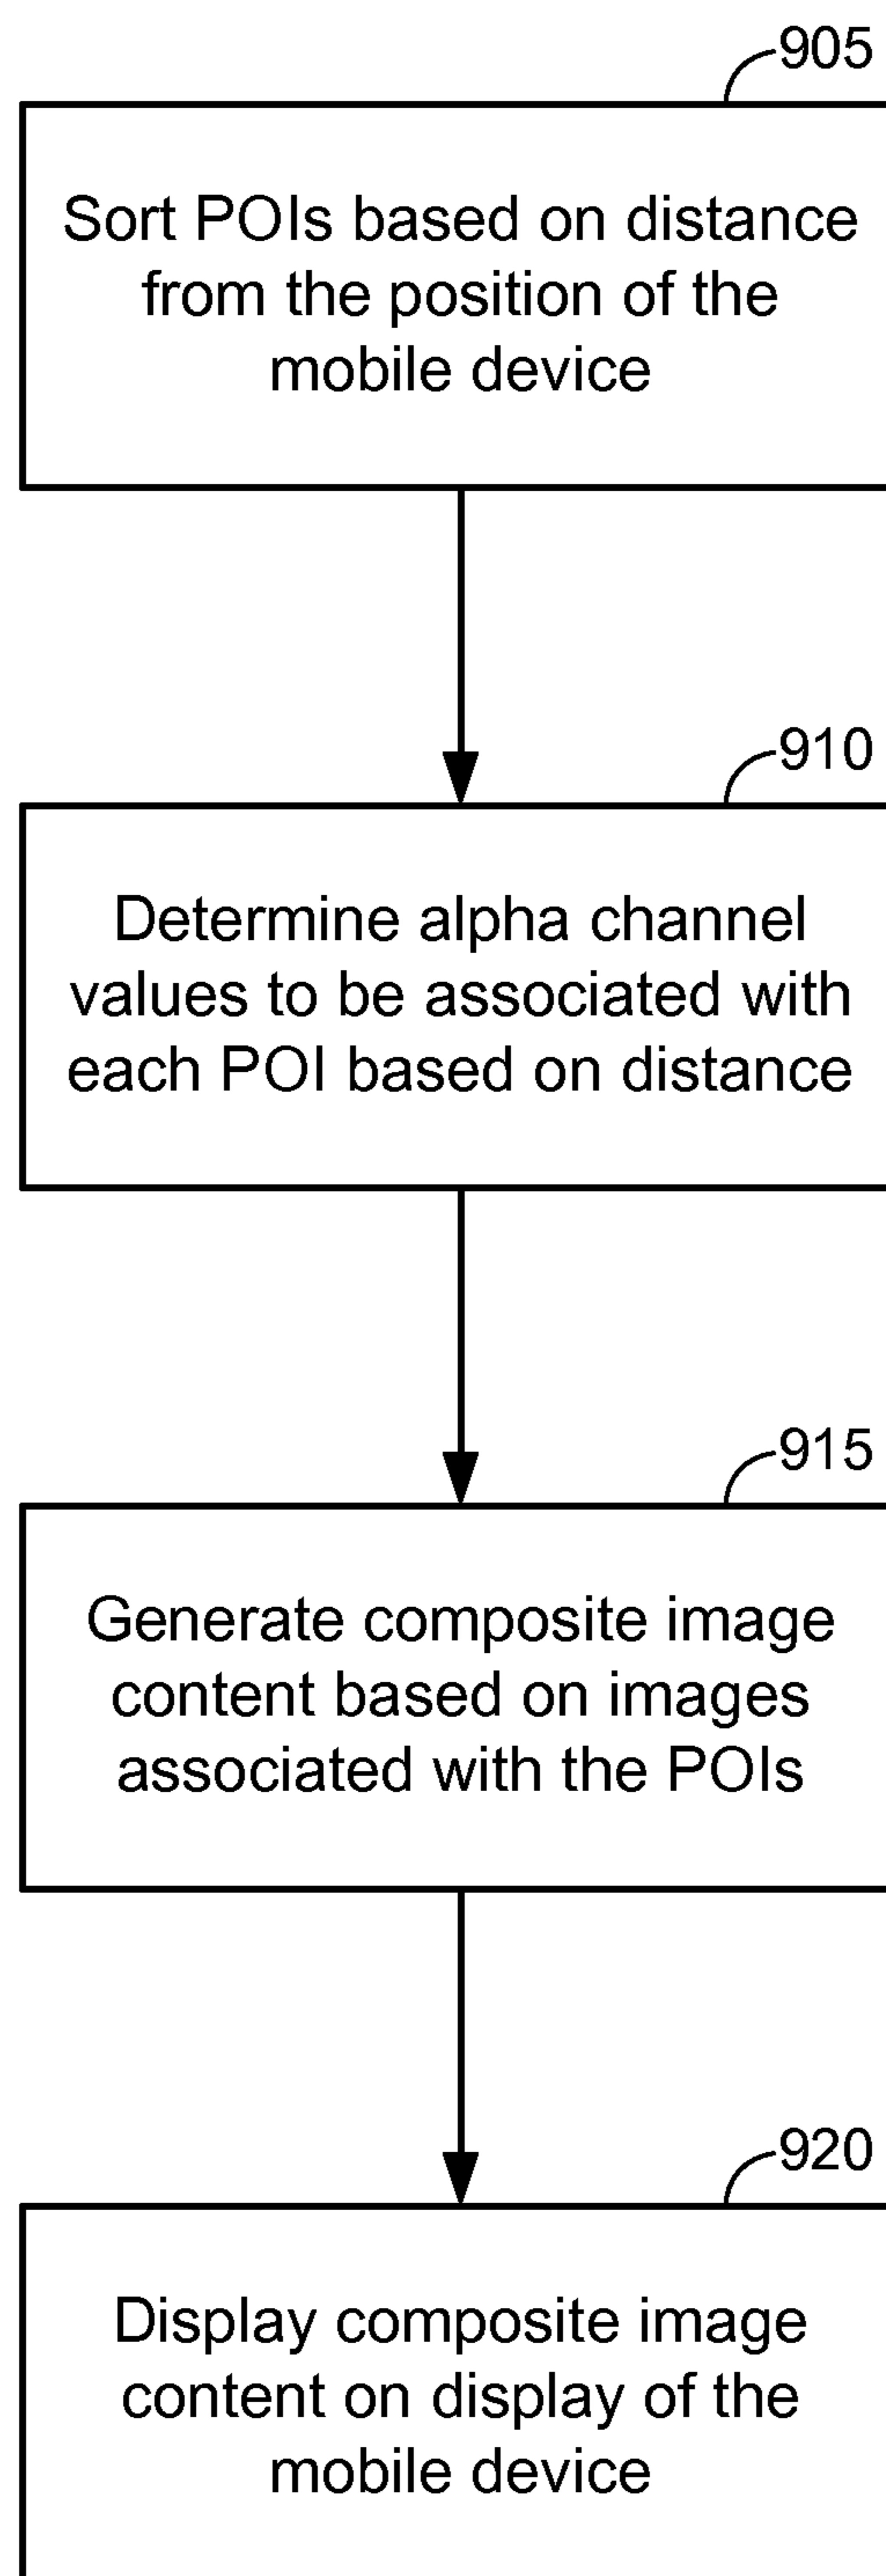 905
Sort POIs based on distance
from the position of the
mobile device
910
Determine alpha channel
values to be associated with
each POI based on distance
915
Generate composite image
content based on images
associated with the POIs
920
Display composite image
content on display of the
mobile device